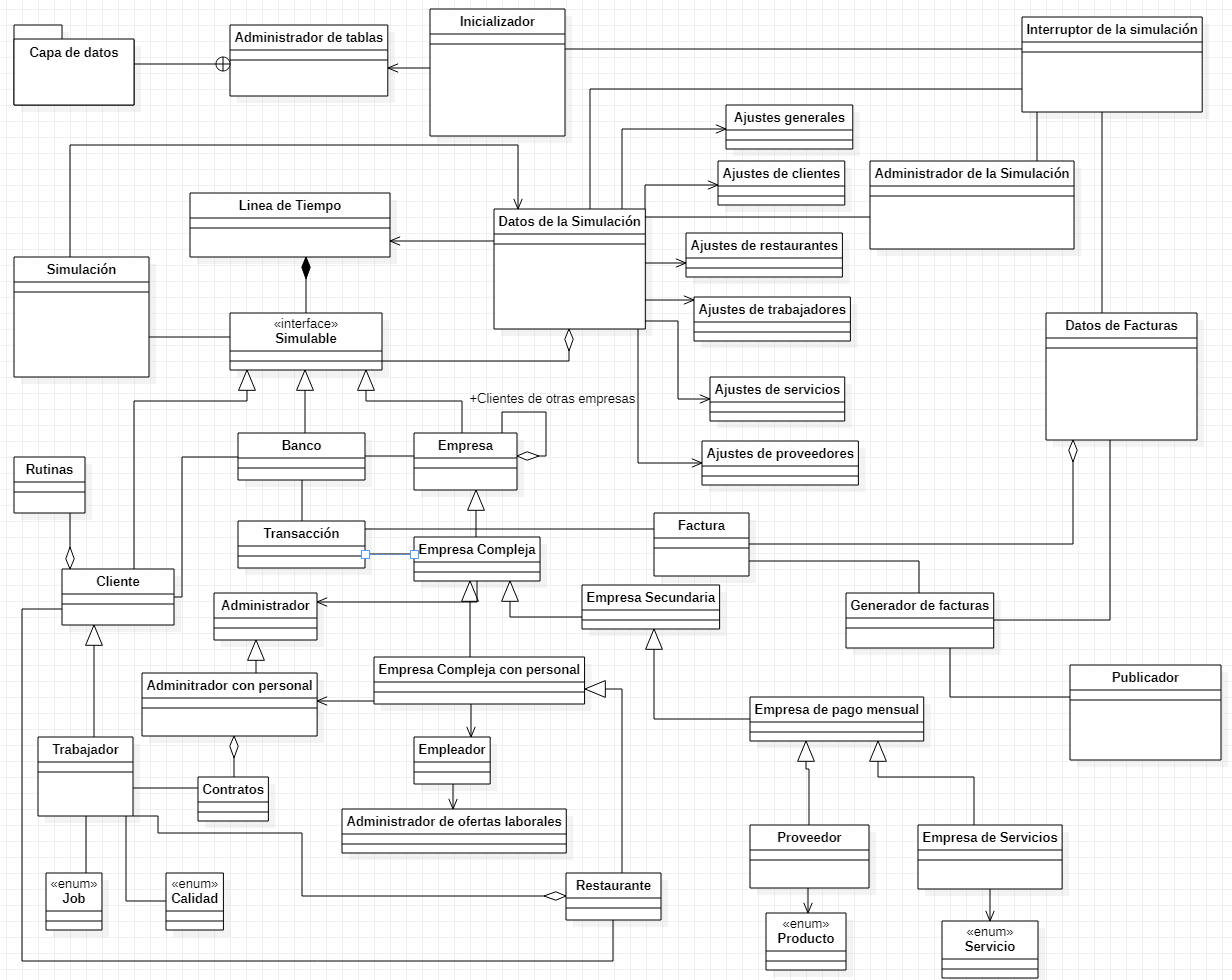 Inicializador
Interruptor de la simulación
Administrador de tablas
Capa de datos
Ajustes generales
Ajustes de clientes
Administrador de la Simulación
Linea de Tiempo
Datos de la Simulación
Ajustes de restaurantes
Simulación
Ajustes de trabajadores
«interface»
Simulable
Datos de Facturas
Ajustes de servicios
+Clientes de otras empresas
Banco
Empresa
Ajustes de proveedores
Rutinas
Transacción
Factura
Empresa Compleja
Cliente
Administrador
Empresa Secundaria
Generador de facturas
Empresa Compleja con personal
Adminitrador con personal
Publicador
Empresa de pago mensual
Trabajador
Empleador
Contratos
Administrador de ofertas laborales
Proveedor
Empresa de Servicios
«enum»
Job
«enum»
Calidad
Restaurante
«enum»
Producto
«enum»
Servicio